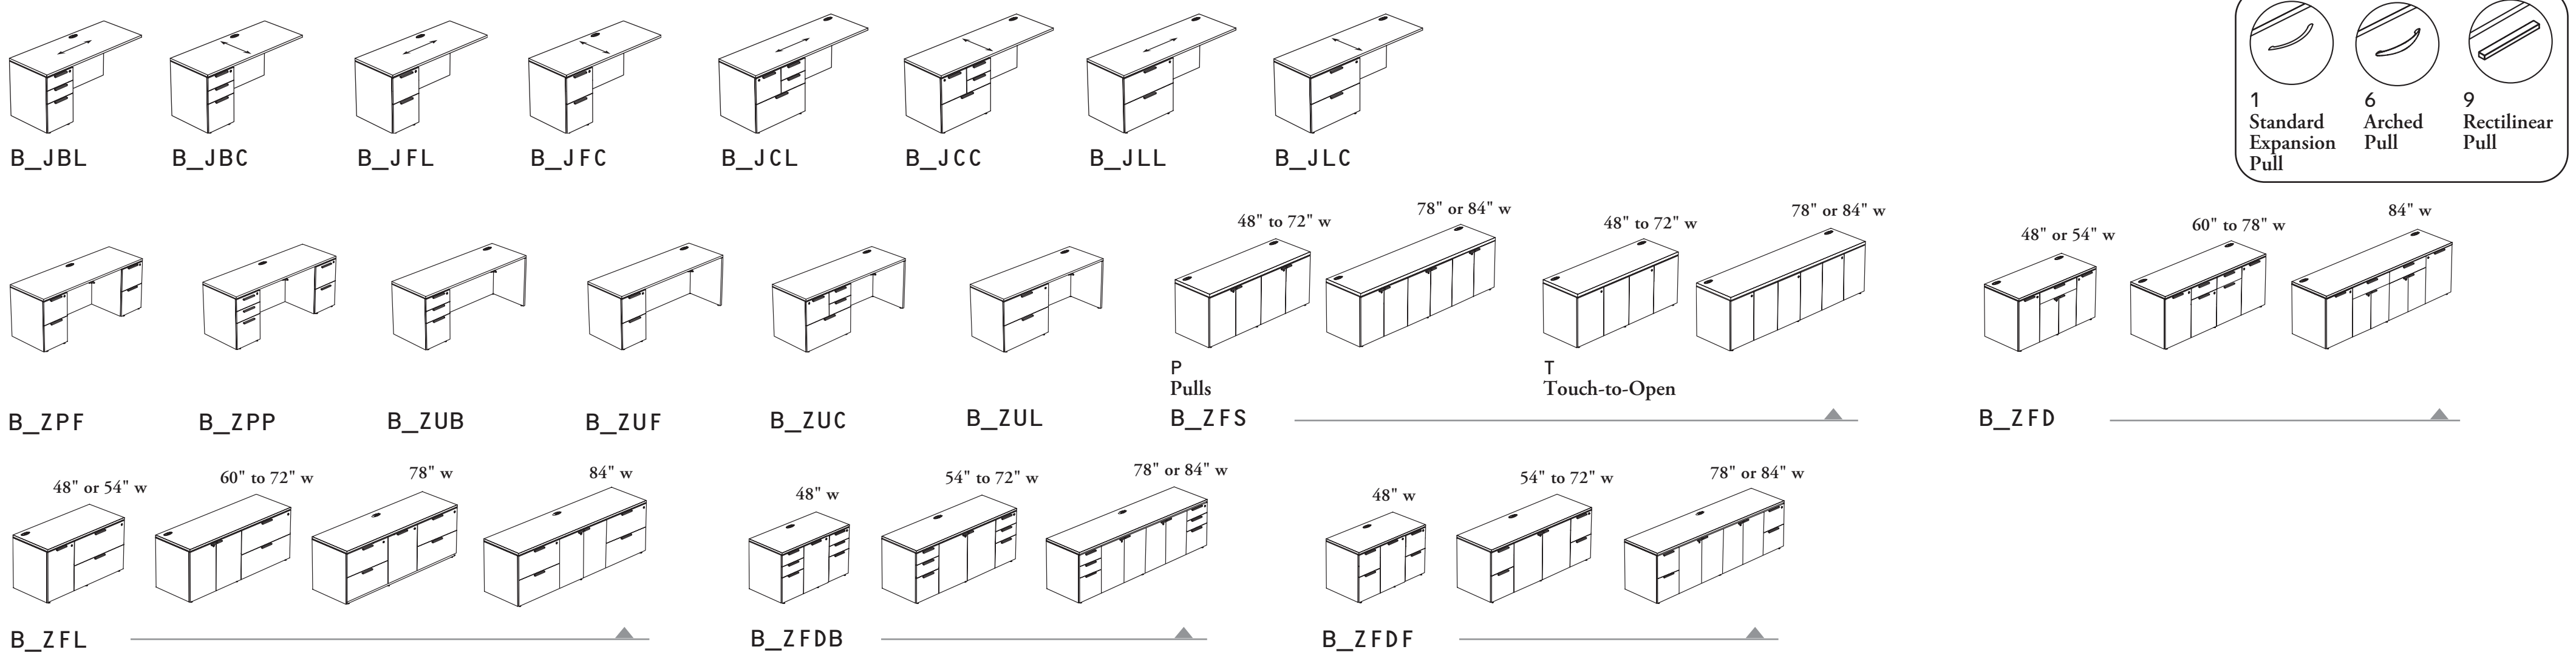 1
Standard
Expansion
Pull
6
Arched
Pull
9
Rectilinear
Pull
B_JBL
B_JBC
B_JFL
B_JFC
B_JCL
B_JCC
B_JLL
B_JLC
48" to 72" w
78" or 84" w
48" to 72" w
78" or 84" w
48" or 54" w
60" to 78" w
84" w
P
Pulls
T
Touch-to-Open
B_ZPF
B_ZPP
B_ZUB
B_ZUF
B_ZUC
B_ZUL
B_ZFS
B_ZFD
48" or 54" w
60" to 72" w
78" w
84" w
48" w
54" to 72" w
78" or 84" w
48" w
54" to 72" w
78" or 84" w
B_ZFL
B_ZFDB
B_ZFDF